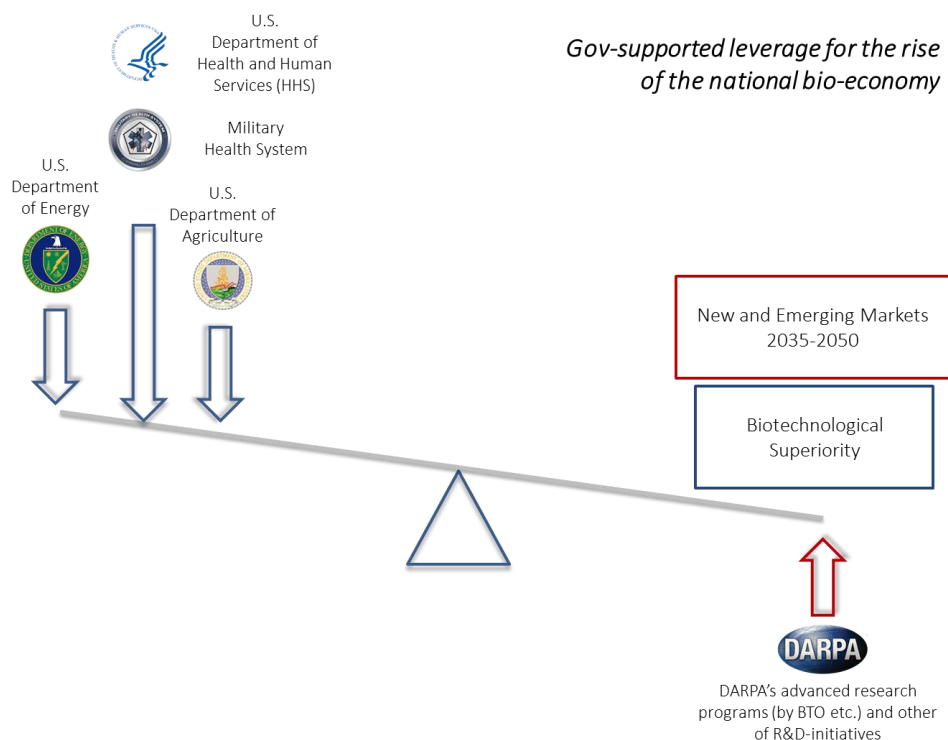 U.S.
Department of
Health and Human
Services (HHS)
Gov-supported leverage for the rise
of the national bio-economy
Military
Health System
U.S.
Department
of Energy
U.S.
Department of
Agriculture
New and Emerging Markets
2035-2050
Biotechnological
Superiority
DARPA
DARPA's advanced research
programs (by BTO etc.) and other
of R&D-initiatives